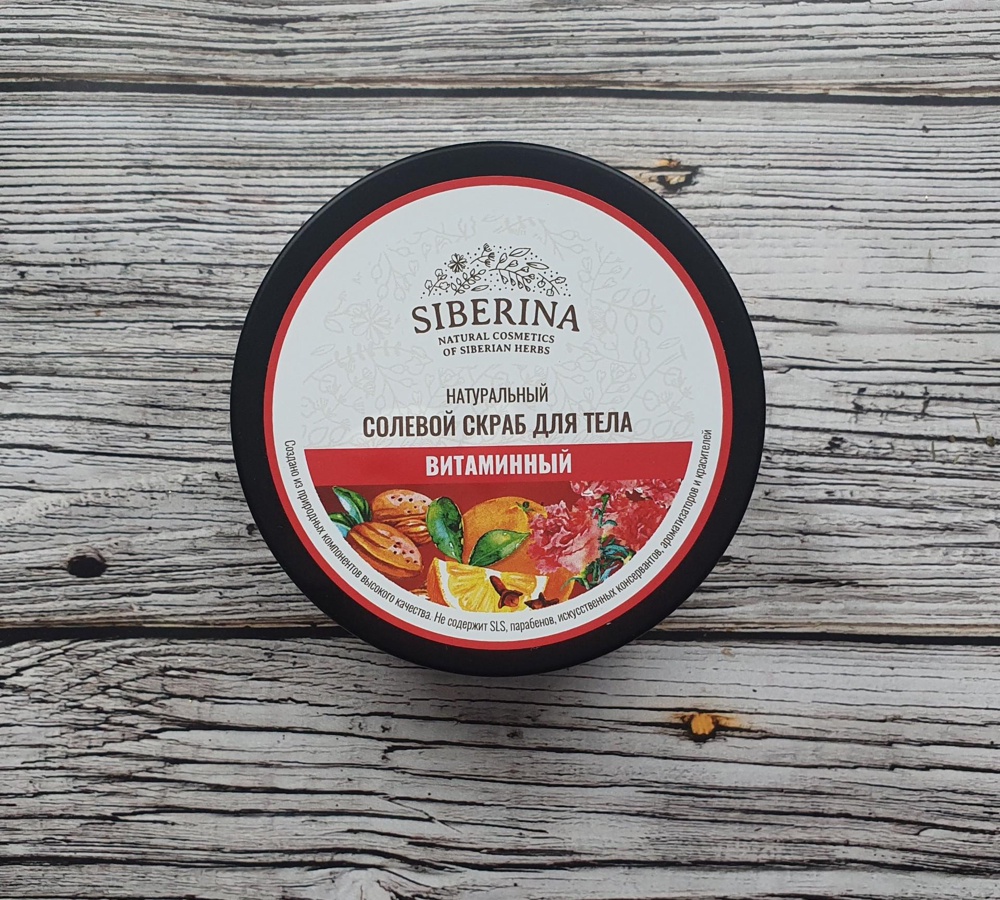 SIBERINA
NATURAL COSMETICS
OF SIBERIAN HERBS
НАТУРАЛЬНЫЙ
СОЛЕВОЙ СКРАБ ДЛЯ ТЕЛА
ВИТАМИННЫЙ
Создано из природных компонентов высокого качества. Не содержит SLS, парабенов, искусственных консервантов, ароматизаторов и красителей